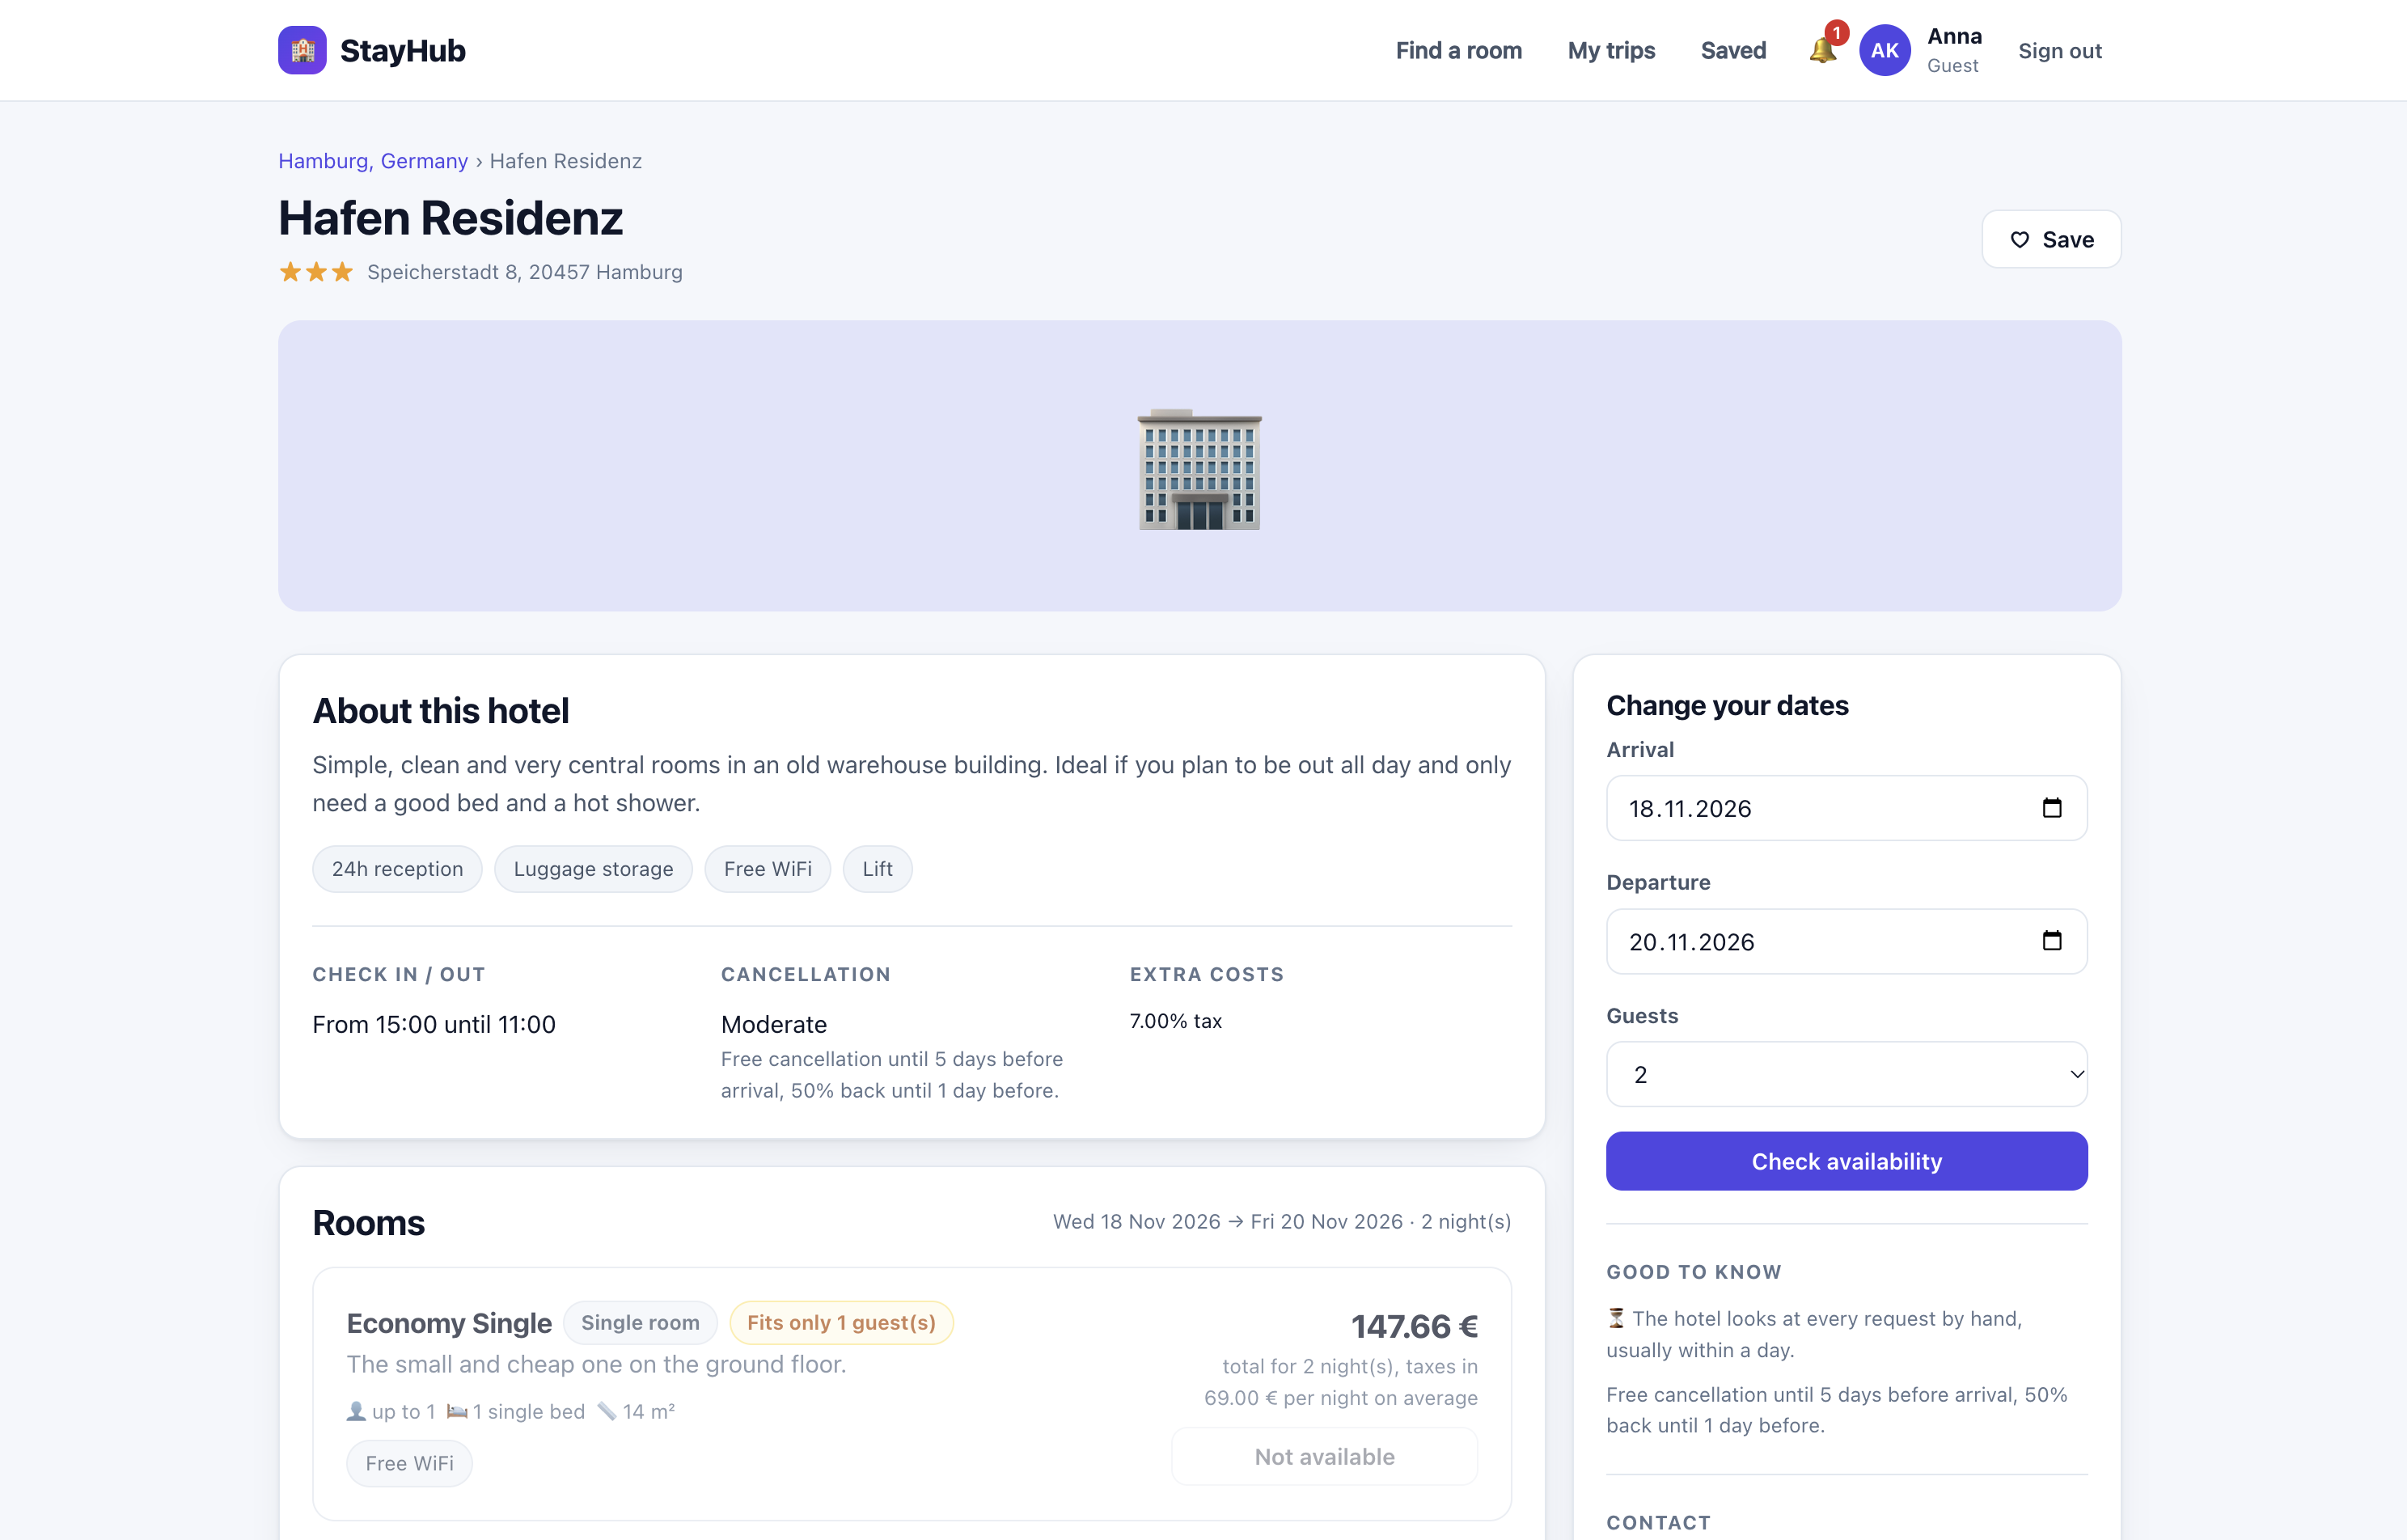 StayHub
Find a room
My trips
Saved
1
AK
Anna
Guest
Sign out
Hamburg, Germany › Hafen Residenz
Hafen Residenz
Speicherstadt 8, 20457 Hamburg
Save
About this hotel
Simple, clean and very central rooms in an old warehouse building. Ideal if you plan to be out all day and only
need a good bed and a hot shower.
24h reception
Luggage storage
Free WiFi
Lift
CHECK IN / OUT
From 15:00 until 11:00
CANCELLATION
Moderate
Free cancellation until 5 days before
arrival, 50% back until 1 day before.
EXTRA COSTS
7.00% tax
Rooms
Wed 18 Nov 2026 → Fri 20 Nov 2026 · 2 night(s)
Economy Single
Single room
Fits only 1 guest(s)
The small and cheap one on the ground floor.
up to 1
1 single bed
14 m²
Free WiFi
147.66 €
total for 2 night(s), taxes in
69.00 € per night on average
Not available
Change your dates
Arrival
18.11.2026
Departure
20.11.2026
Guests
2
Check availability
GOOD TO KNOW
⏳ The hotel looks at every request by hand,
usually within a day.
Free cancellation until 5 days before arrival, 50%
back until 1 day before.
CONTACT